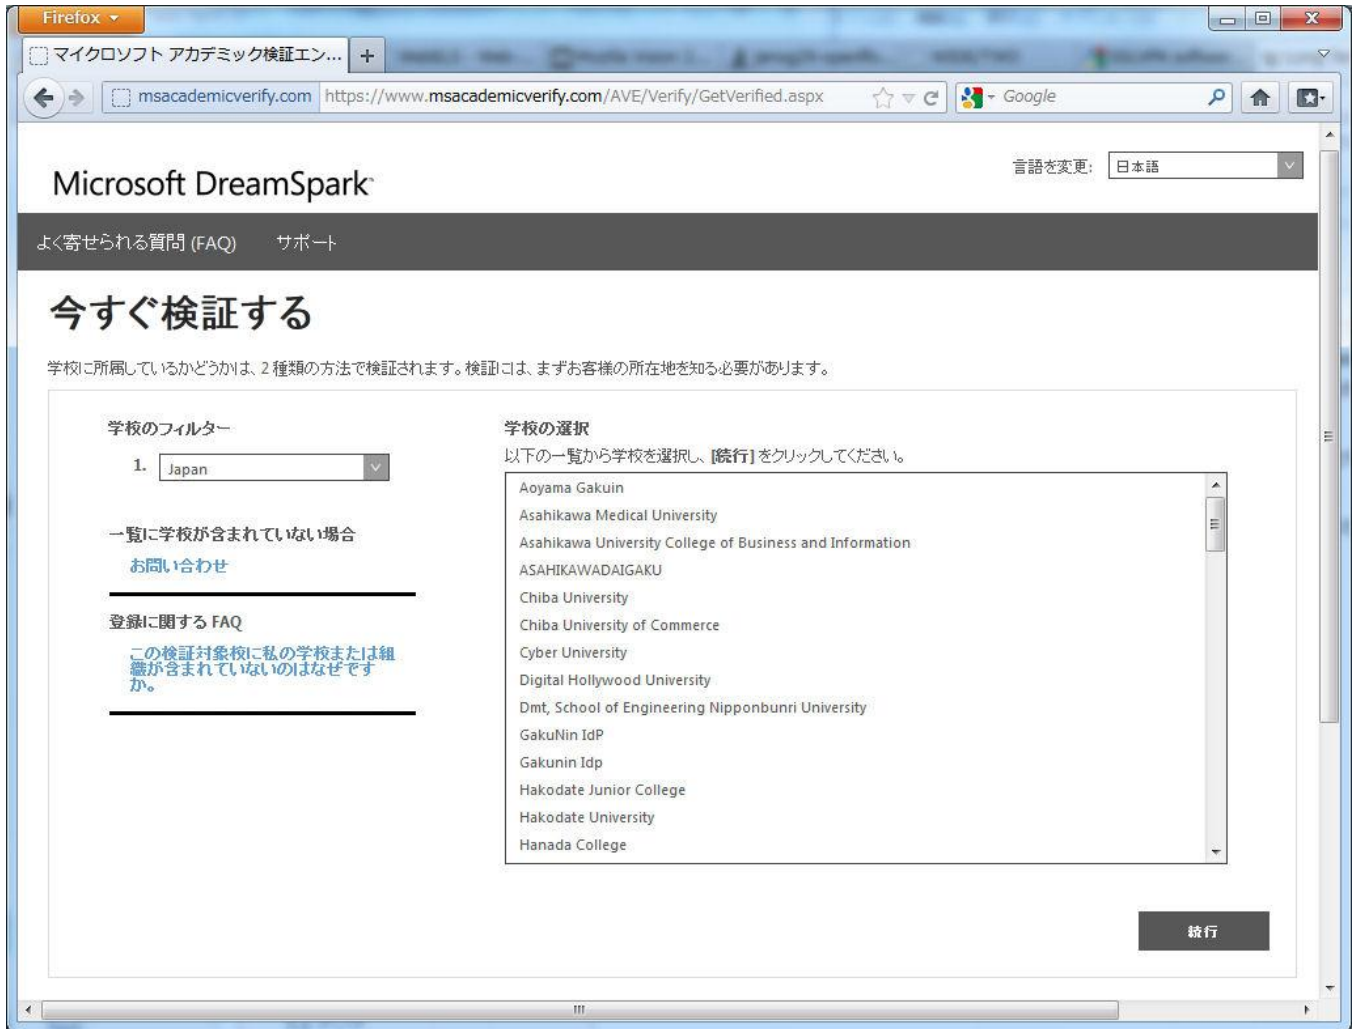 Firefox
マイクロソフト アカデミック検証エン...
msacademicverify.com https://www.msacademicverify.com/AVE/Verify/GetVerified.aspx
Google
Microsoft DreamSpark
言語を変更: 日本語
よく寄せられる質問 (FAQ) サポート
今すぐ検証する
学校に所属しているかどうかは、2 種類の方法で検証されます。検証には、まずお客様の所在地を知る必要があります。
学校のフィルター
1. Japan
一覧に学校が含まれていない場合
お問い合わせ
登録に関する FAQ
この検証対象校に私の学校または組
織が含まれていないのはなぜです
か。
学校の選択
以下の一覧から学校を選択し、[続行] をクリックしてください。
Aoyama Gakuin
Asahikawa Medical University
Asahikawa University College of Business and Information
ASAHIKAWADAIGAKU
Chiba University
Chiba University of Commerce
Cyber University
Digital Hollywood University
Dmt, School of Engineering Nipponbunri University
GakuNin IdP
Gakunin Idp
Hakodate Junior College
Hakodate University
Hanada College
続行